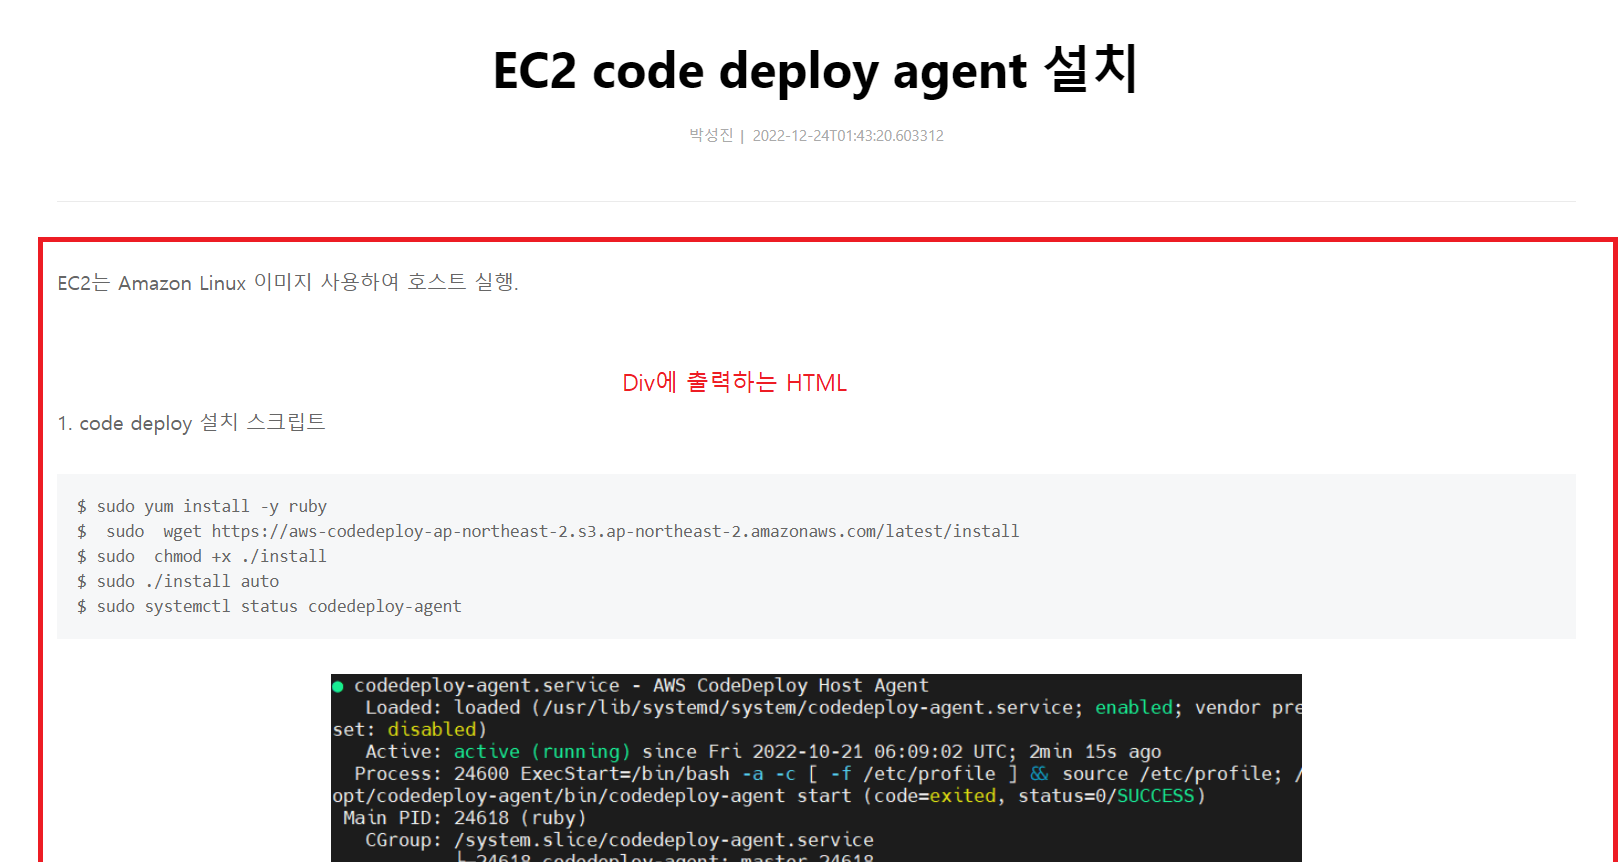 EC2 code deploy agent 설치
박성진 | 2022-12-24T01:43:20.603312
EC2는 Amazon Linux 이미지 사용하여 호스트 실행.
Div에 출력하는 HTML
1. code deploy 설치 스크립트
$ sudo yum install -y ruby
$  sudo  wget https://aws-codedeploy-ap-northeast-2.s3.ap-northeast-2.amazonaws.com/latest/install
$ sudo  chmod +x ./install
$ sudo ./install auto
$ sudo systemctl status codedeploy-agent
● codedeploy-agent.service - AWS CodeDeploy Host Agent
Loaded: loaded (/usr/lib/systemd/system/codedeploy-agent.service; enabled; vendor pre
set: disabled)
Active: active (running) since Fri 2022-10-21 06:09:02 UTC; 2min 15s ago
Process: 24600 ExecStart=/bin/bash -a -c [ -f /etc/profile ] && source /etc/profile; /
opt/codedeploy-agent/bin/codedeploy-agent start (code=exited, status=0/SUCCESS)
Main PID: 24618 (ruby)
CGroup: /system.slice/codedeploy-agent.service
└─24618 codedeploy-agent: master 24618